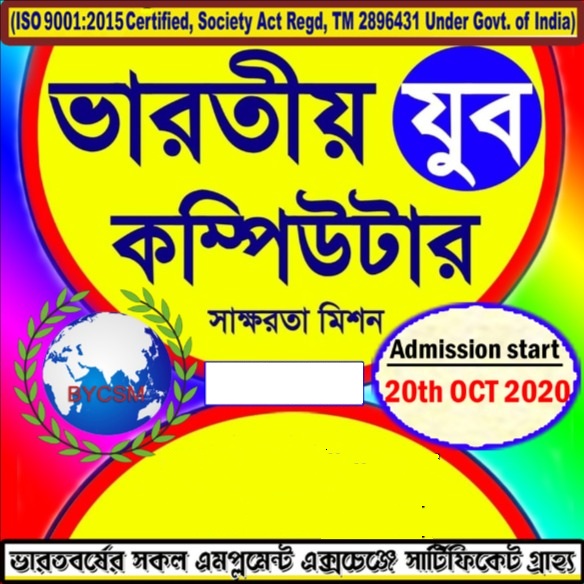 (ISO 9001:2015 Certified, Society Act Regd, TM 2896431 Under Govt. of India)
ভারতীয় যুব
কম্পিউটার
সাক্ষরতা মিশন
BYCSM
Admission start
20th OCT 2020
ভারতবর্ষের সকল এমপ্লমেন্ট এক্সচেঞ্জে সার্টিফিকেট গ্রাহ্য